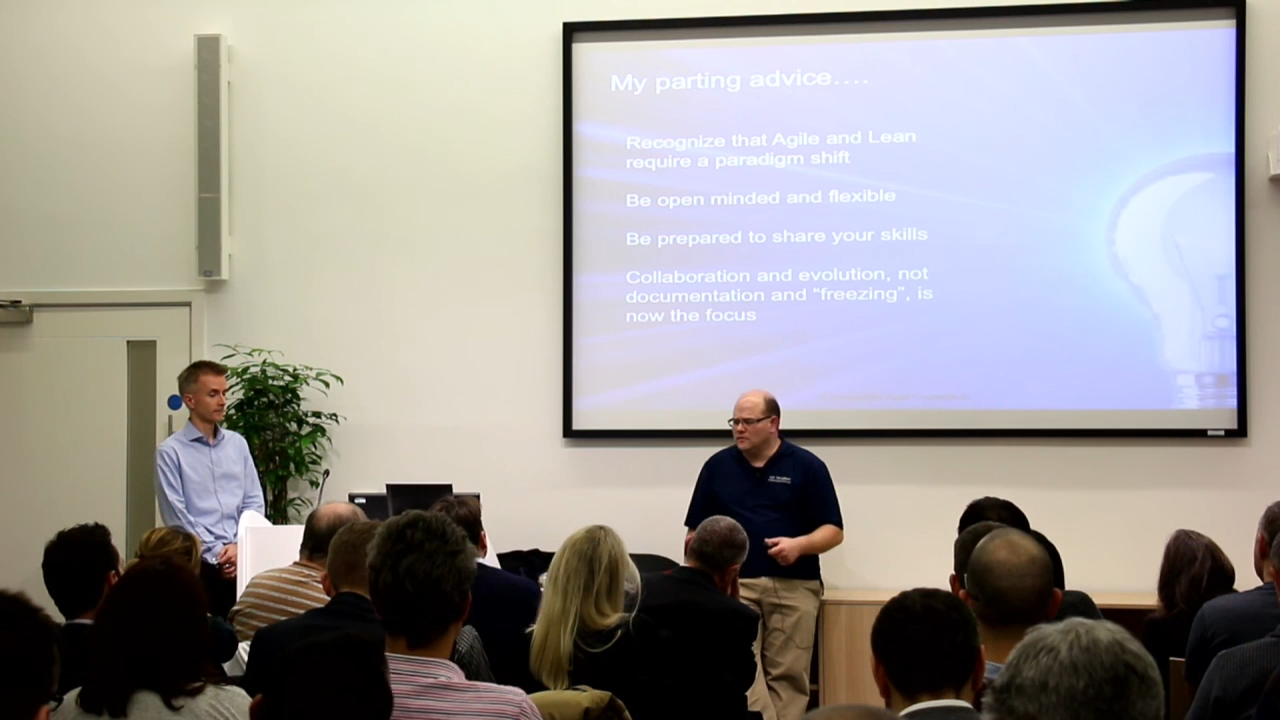 My parting advice….
Recognize that Agile and Lean
require a paradigm shift
Be open minded and flexible
Be prepared to share your skills
Collaboration and evolution, not
documentation and “freezing”, is
now the focus